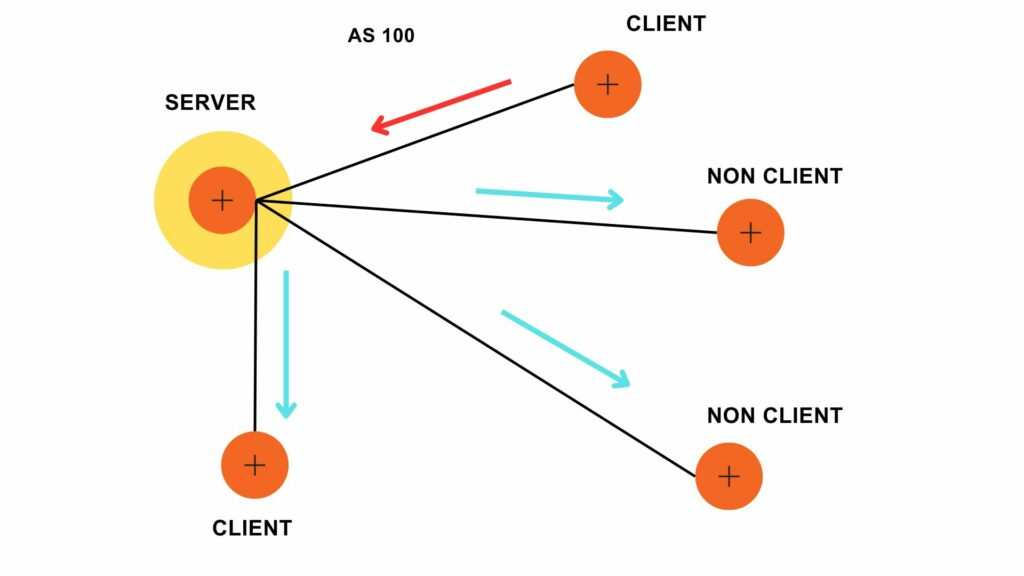 AS 100
CLIENT
SERVER
NON CLIENT
NON CLIENT
CLIENT